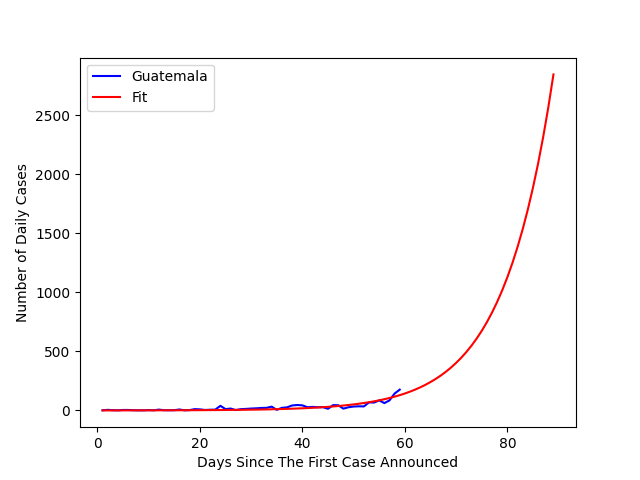 Guatemala
Fit
2500
2000
1500
1000
500
0
Number of Daily Cases
0 20 40 60 80
Days Since The First Case Announced